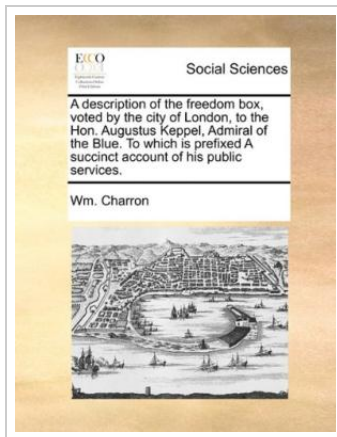 ECCO
Social Sciences
A description of the freedom box,
voted by the city of London, to the
Hon. Augustus Keppel, Admiral of
the Blue. To which is prefixed A
succinct account of his public
services.
Wm. Charron